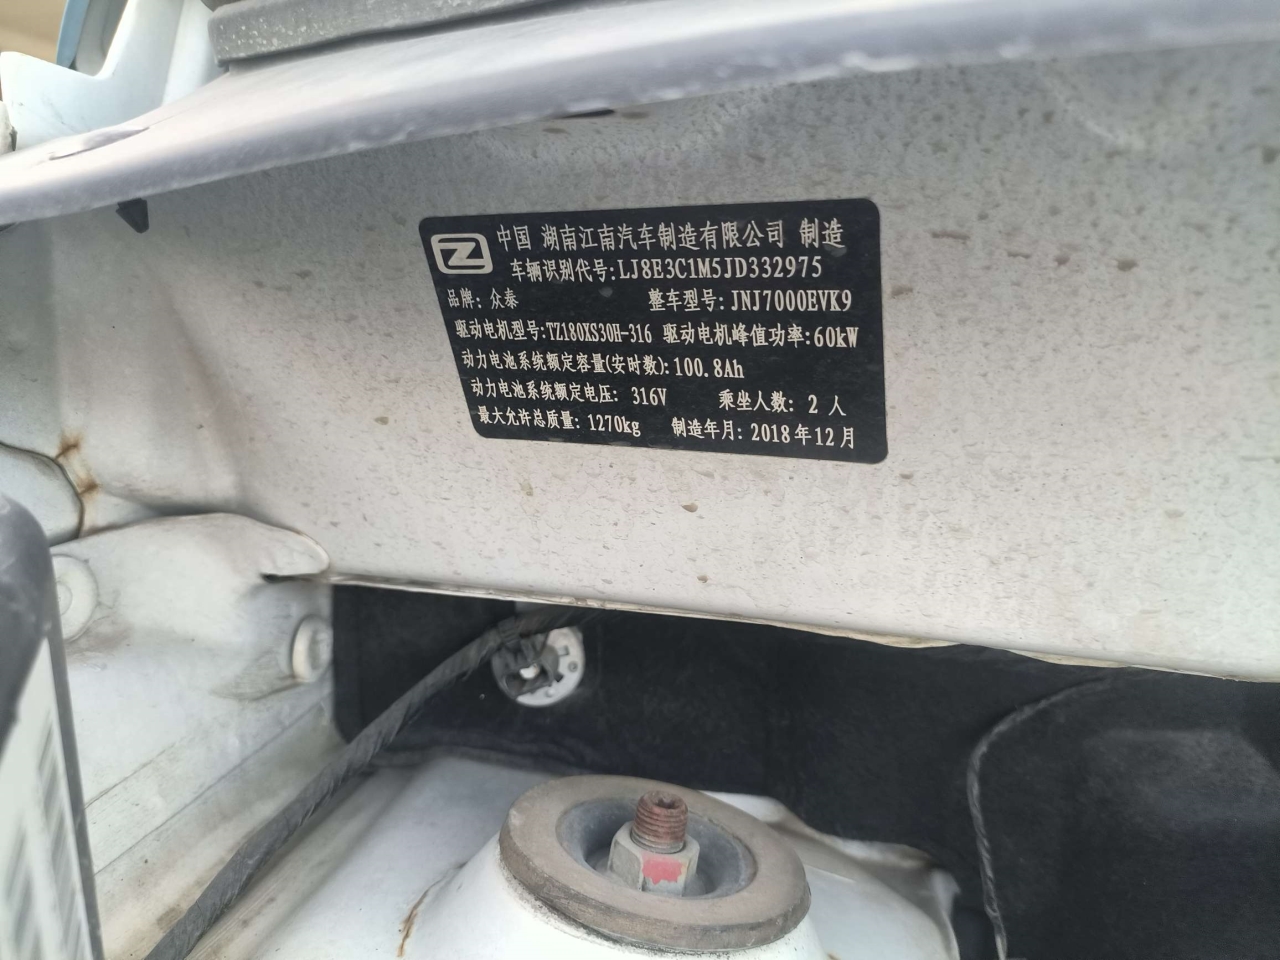 Z 中国 湖南江南汽车制造有限公司 制造
车辆识别代号:LJ8E3C1M5JD332975
品牌: 众泰 整车型号: JNJ7000EVK9
驱动电机型号:TZ180XS30H-316 驱动电机峰值功率:60kW
动力电池系统额定容量(安时数): 100.8Ah
动力电池系统额定电压: 316V 乘坐人数: 2 人
最大允许总质量: 1270kg 制造年月: 2018年12月